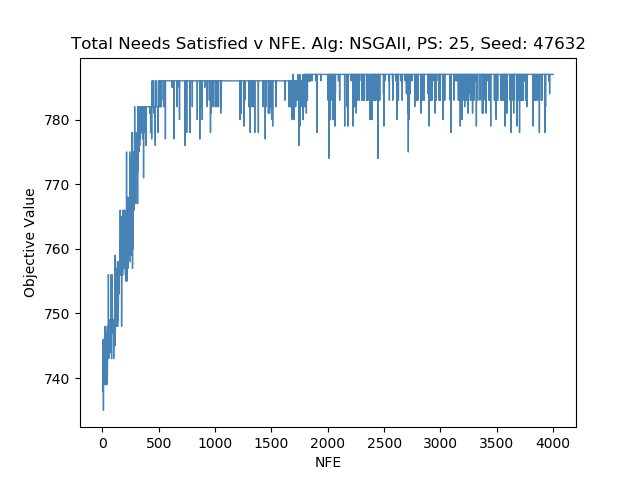 Total Needs Satisfied v NFE. Alg: NSGAII, PS: 25, Seed: 47632
Objective Value
780
770
760
750
740
0 500 1000 1500 2000 2500 3000 3500 4000
NFE